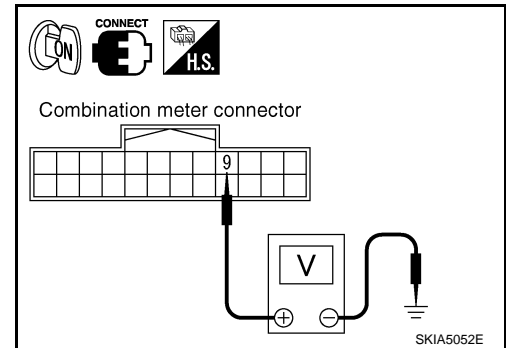 CONNECT
ON
H.S.
Combination meter connector
9
V
+ −
SKIA5052E